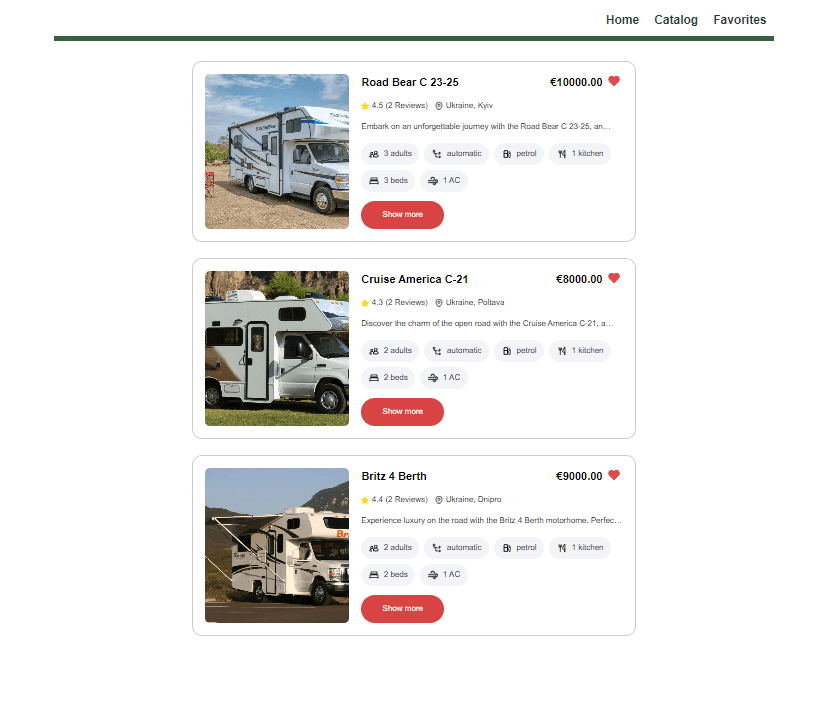 Home Catalog Favorites
Road Bear C 23-25 €10000.00
4.5 (2 Reviews) Ukraine, Kyiv
Embark on an unforgettable journey with the Road Bear C 23-25, an…
3 adults automatic petrol 1 kitchen
3 beds 1 AC
Show more
Cruise America C-21 €8000.00
4.3 (2 Reviews) Ukraine, Poltava
Discover the charm of the open road with the Cruise America C-21, a…
2 adults automatic petrol 1 kitchen
2 beds 1 AC
Show more
Britz 4 Berth €9000.00
4.4 (2 Reviews) Ukraine, Dnipro
Experience luxury on the road with the Britz 4 Berth motorhome. Perfec…
2 adults automatic petrol 1 kitchen
2 beds 1 AC
Show more